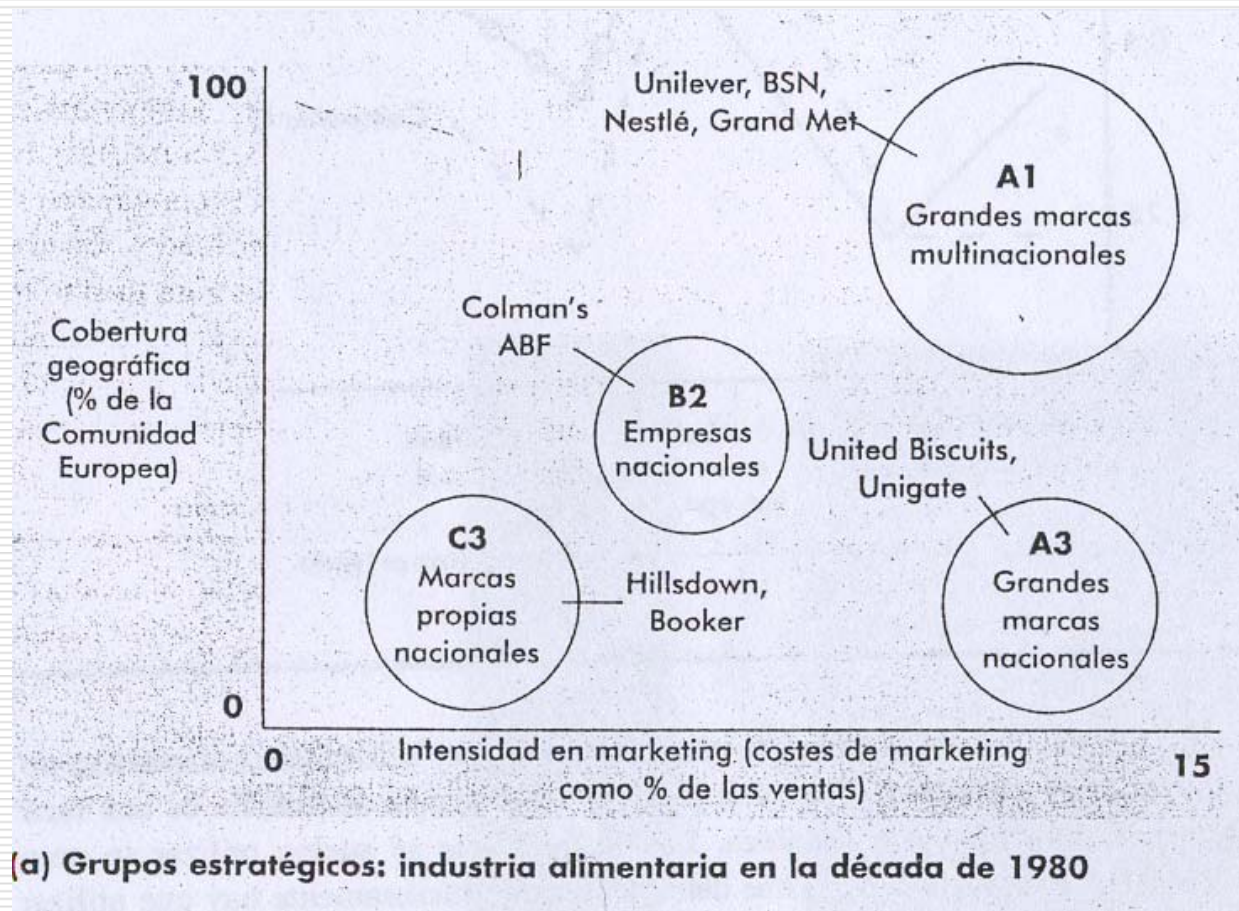 100
Unilever, BSN,
Nestlé, Grand Met
A1
Grandes marcas
multinacionales
Cobertura
geográfica
(% de la
Comunidad
Europea)
Colman's
ABF
B2
Empresas
nacionales
United Biscuits,
Unigate
C3
Marcas
propias
nacionales
Hillsdown,
Booker
A3
Grandes
marcas
nacionales
0
0
Intensidad en marketing (costes de marketing
como % de las ventas)
15
(a) Grupos estratégicos: industria alimentaria en la década de 1980